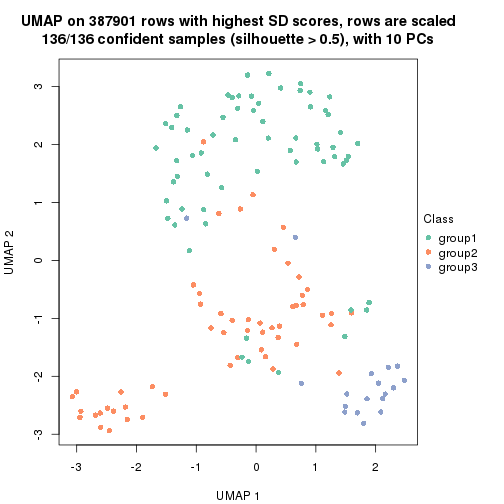 UMAP on 387901 rows with highest SD scores, rows are scaled
136/136 confident samples (silhouette > 0.5), with 10 PCs
3
2
1
0
-1
-2
-3
UMAP 2
-3
-2
-1
0
1
2
UMAP 1
Class
group1
group2
group3